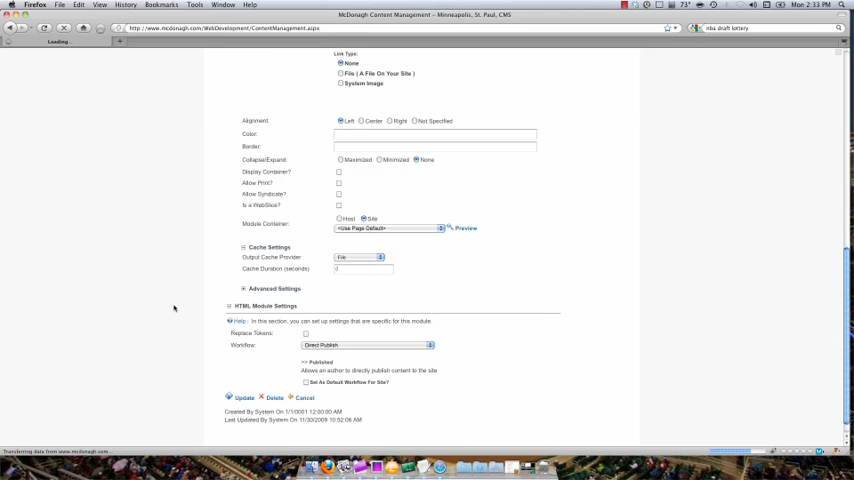 Firefox File Edit View History Bookmarks Tools Window Help 73° Mon 2:33 PM
McDonagh Content Management – Minneapolis, St. Paul, CMS
http://www.mcdonagh.com/WebDevelopment/ContentManagement.aspx nba draft lottery
Loading...
Link Type:
None
File ( A File On Your Site )
System Image
Alignment: Left Center Right Not Specified
Color:
Border:
Collapse/Expand: Maximized Minimized None
Display Container?
Allow Print?
Allow Syndicate?
Is a WebSlice?
Host Site
Module Container:
<Use Page Default> Preview
Cache Settings
Output Cache Provider File
Cache Duration (seconds) 0
Advanced Settings
HTML Module Settings
Help : In this section, you can set up settings that are specific for this module.
Replace Tokens:
Workflow: Direct Publish
>> Published
Allows an author to directly publish content to the site
Set As Default Workflow For Site?
Update Delete Cancel
Created By System On 1/1/0001 12:00:00 AM
Last Updated By System On 11/30/2009 10:52:08 AM
Transferring data from www.mcdonagh.com...